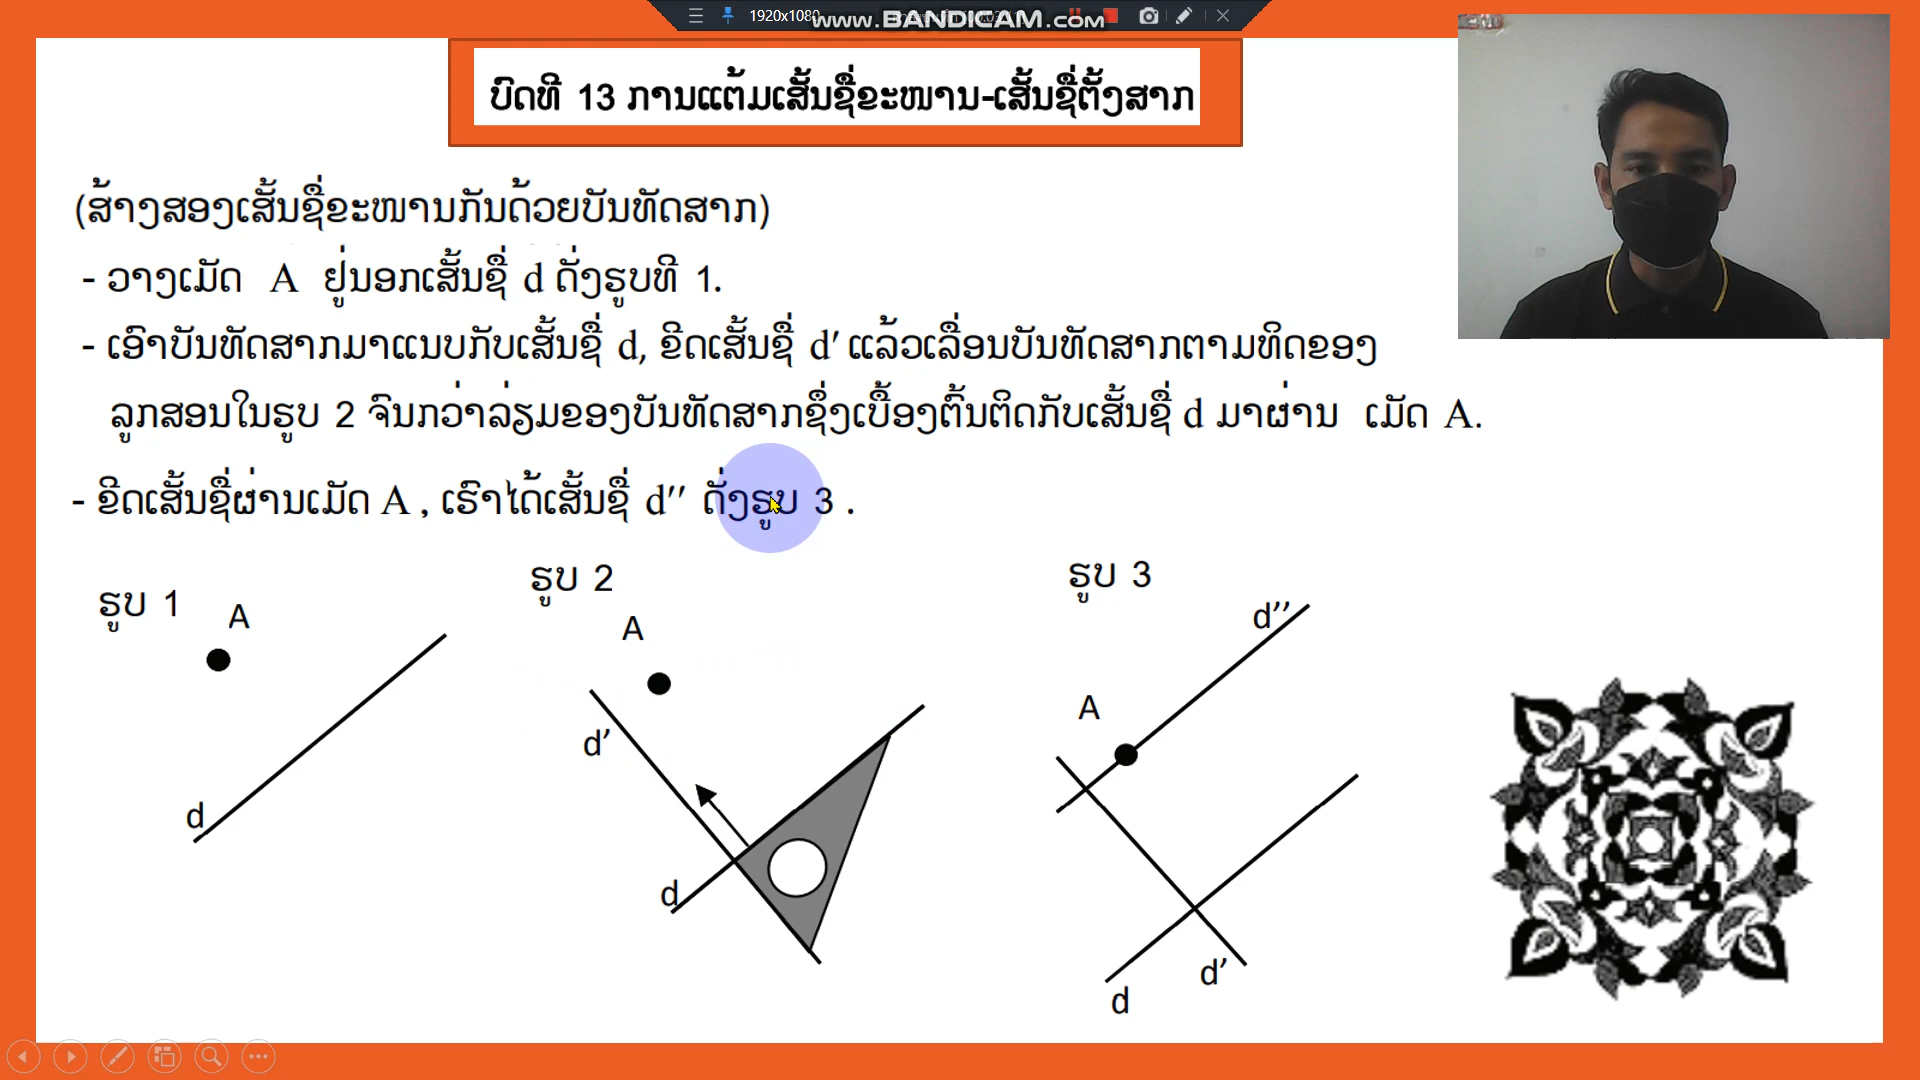 1920x1080
www.BANDICAM.com
ບົດທີ 13 ການແຕ້ມເສັ້ນຊື່ຂະໜານ-ເສັ້ນຊື່ຕັ້ງສາກ
(ສ້າງສອງເສັ້ນຊື່ຂະໜານກັນດ້ວຍບັນທັດສາກ)
- ວາງເມັດ A ຢູ່ນອກເສັ້ນຊື່ d ດັ່ງຮູບທີ 1.
- ເອົາບັນທັດສາກມາແນບກັບເສັ້ນຊື່ d, ຂີດເສັ້ນຊື່ d′ ແລ້ວເລື່ອນບັນທັດສາກຕາມທິດຂອງ
ລູກສອນໃນຮູບ 2 ຈົນກວ່າລ່ຽມຂອງບັນທັດສາກຊຶ່ງເບື້ອງຕົ້ນຕິດກັບເສັ້ນຊື່ d ມາຜ່ານ ເມັດ A.
- ຂີດເສັ້ນຊື່ຜ່ານເມັດ A , ເຮົາໄດ້ເສັ້ນຊື່ d′′ ດັ່ງຮູບ 3 .
ຮູບ 1
A
d
ຮູບ 2
A
d’
d
ຮູບ 3
d’’
A
d’
d